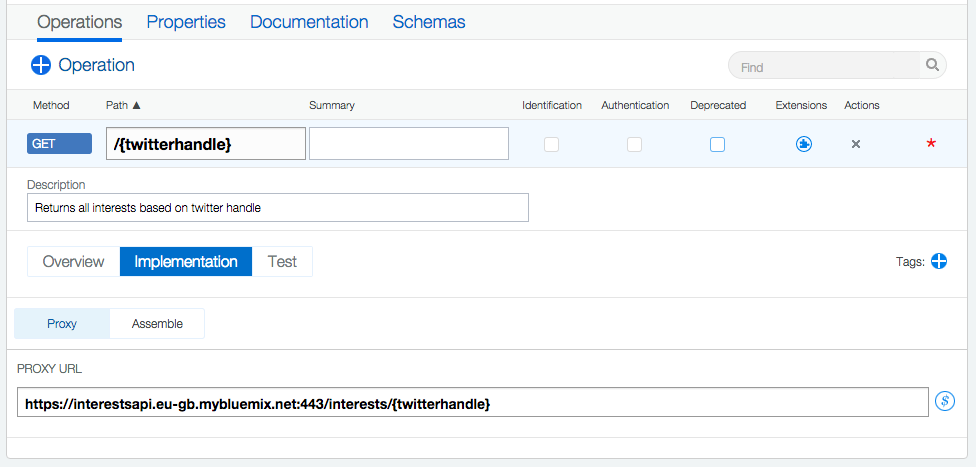 Operations Properties Documentation Schemas
Operation
Find
Method Path ▲ Summary Identification Authentication Deprecated Extensions Actions
GET /{twitterhandle} *
Description
Returns all interests based on twitter handle
Overview Implementation Test Tags:
Proxy Assemble
PROXY URL
https://interestsapi.eu-gb.mybluemix.net:443/interests/{twitterhandle} $